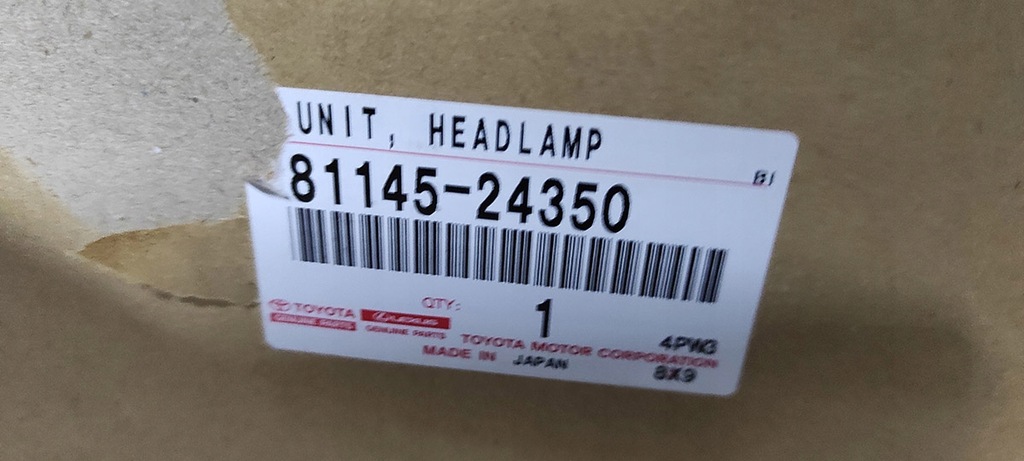 UNIT, HEADLAMP
81145-24350
QTY: 1
TOYOTA LEXUS
GENUINE PARTS GENUINE PARTS
4PW3
TOYOTA MOTOR CORPORATION
MADE IN JAPAN 8X9